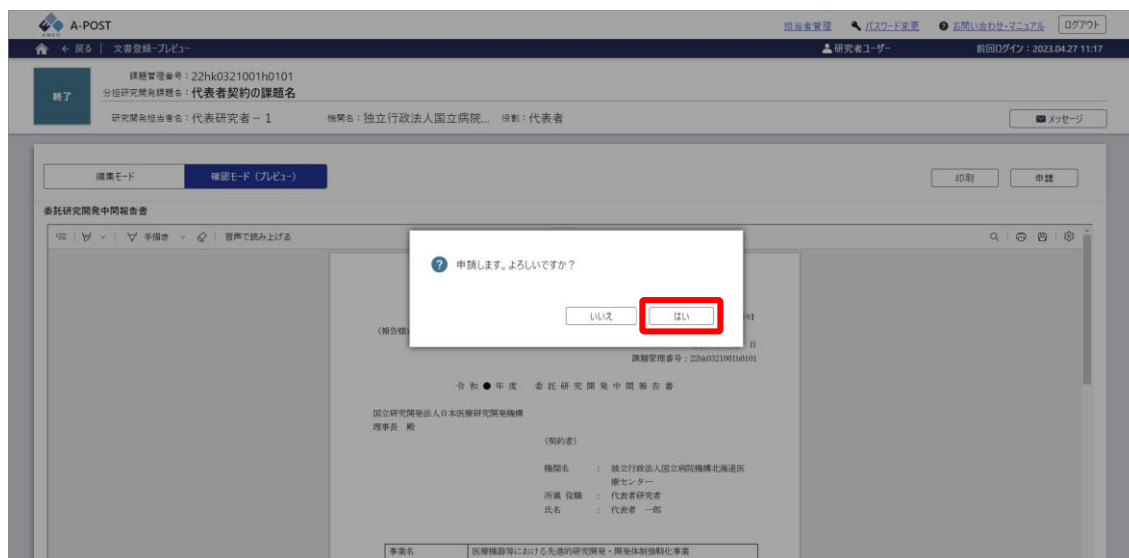 AMED A-POST 担当者管理 パスワード変更 お問い合わせ・マニュアル ログアウト
← 戻る 文書登録-プレビュー 研究者ユーザー 前回ログイン：2023.04.27 11:17
終了
課題管理番号：22hk0321001h0101
分担研究開発課題名：代表者契約の課題名
研究開発担当者名：代表研究者－1 機関名：独立行政法人国立病院... 役割：代表者 メッセージ
編集モード 確認モード（プレビュー） 印刷 申請
委託研究開発中間報告書
手描き 音声で読み上げる
? 申請します。よろしいですか？
いいえ はい
（報告様
日
課題管理番号：22hk0321001h0101
令和●年度 委託研究開発中間報告書
国立研究開発法人日本医療研究開発機構
理事長 殿
（契約者）
機関名 ： 独立行政法人国立病院機構北海道医
療センター
所属 役職 ： 代表者研究者
氏名 ： 代表者 一郎
事業名 医療機器等における先進的研究開発・開発体制強靭化事業